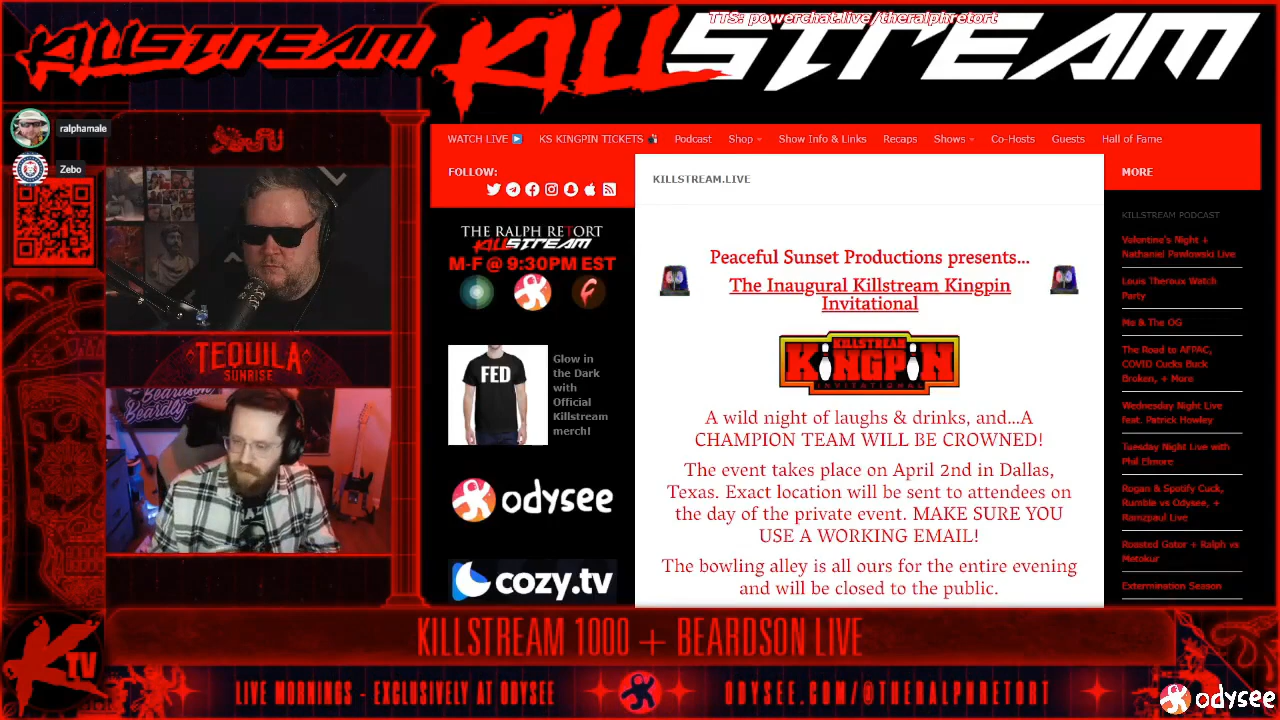 TTS: powerchat.live/theralphretort
KILLSTREAM
KILLSTREAM
ralphamale
Zebo
WATCH LIVE
KS KINGPIN TICKETS
Podcast
Shop
Show Info & Links
Recaps
Shows
Co-Hosts
Guests
Hall of Fame
FOLLOW:
THE RALPH RETORT
KILLSTREAM
M-F @ 9:30PM EST
FED
Glow in
the Dark
with
Official
Killstream
merch!
odysee
cozy.tv
KILLSTREAM.LIVE
Peaceful Sunset Productions presents...
The Inaugural Killstream Kingpin
Invitational
KILLSTREAM
KINGPIN
INVITATIONAL
A wild night of laughs & drinks, and...A
CHAMPION TEAM WILL BE CROWNED!
The event takes place on April 2nd in Dallas,
Texas. Exact location will be sent to attendees on
the day of the private event. MAKE SURE YOU
USE A WORKING EMAIL!
The bowling alley is all ours for the entire evening
and will be closed to the public.
MORE
KILLSTREAM PODCAST
Valentine's Night +
Nathaniel Pawlowski Live
Louis Theroux Watch
Party
Me & The OG
The Road to AFPAC,
COVID Cucks Buck
Broken, + More
Wednesday Night Live
feat. Patrick Howley
Tuesday Night Live with
Phil Elmore
Rogan & Spotify Cuck,
Rumble vs Odysee, +
Ramzpaul Live
Roasted Gator + Ralph vs
Metokur
Extermination Season
TEQUILA
SUNRISE
Beardson
Beardly
KILLSTREAM 1000 + BEARDSON LIVE
K TV
LIVE MORNINGS - EXCLUSIVELY AT ODYSEE
ODYSEE.COM/@THERALPHRETORT
odysee